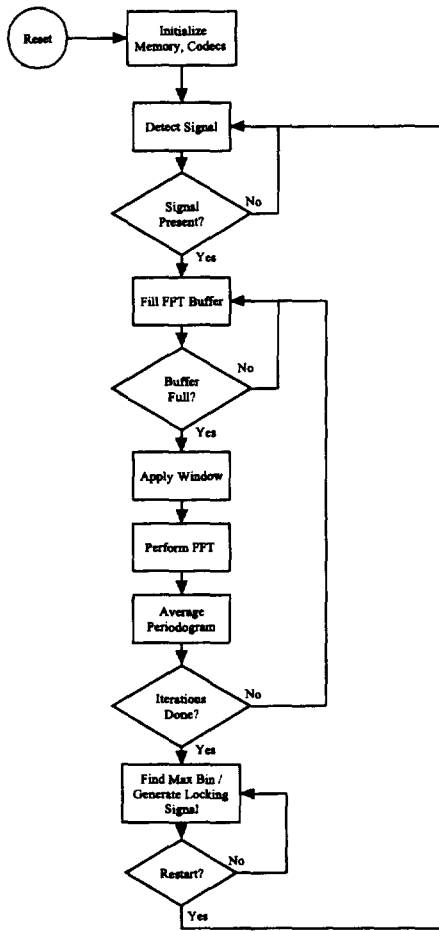 Reset
Initialize
Memory, Codecs
Detect Signal
Signal
Present?
No
Yes
Fill FFT Buffer
Buffer
Full?
No
Yes
Apply Window
Perform FFT
Average
Periodogram
Iterations
Done?
No
Yes
Find Max Bin /
Generate Locking
Signal
Restart?
No
Yes